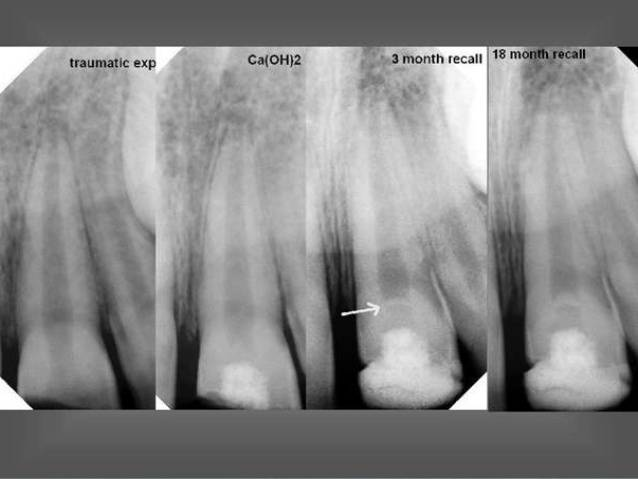 traumatic exp
Ca(OH)2
3 month recall
18 month recall